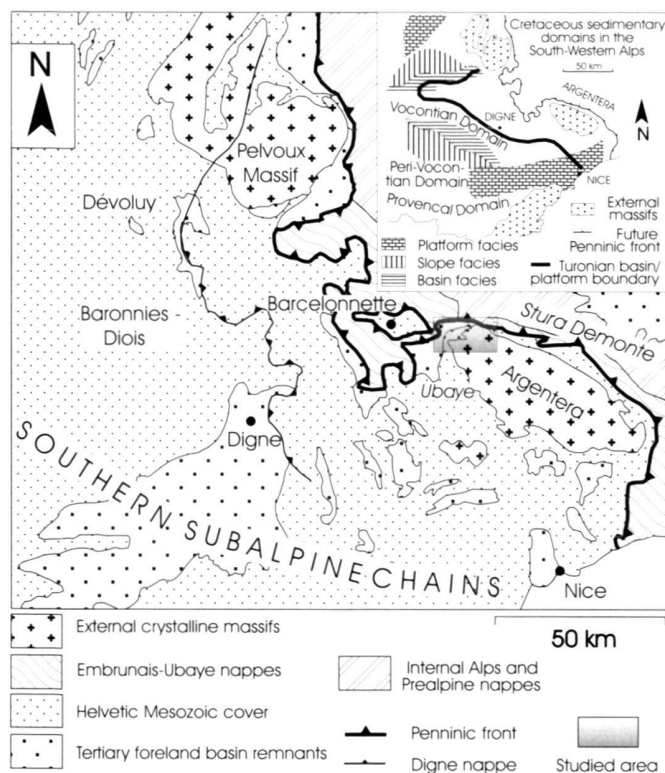 N
Cretaceous sedimentary
domains in the
South-Western Alps
50 km
ARGENTERA
N
Vocontian Domain
DIGNE
Peri-Vocon-
tian Domain
NICE
Provencal Domain
External
massifs
Future
Penninic front
Turonian basin/
platform boundary
Platform facies
Slope facies
Basin facies
Pelvoux
Massif
Dévoluy
Baronnies -
Diois
Barcelonnette
Stura Demonte
Ubaye
Argentera
Digne
SOUTHERN SUBALPINE CHAINS
Nice
External crystalline massifs
Embrunais-Ubaye nappes
Helvetic Mesozoic cover
Tertiary foreland basin remnants
Internal Alps and
Prealpine nappes
Penninic front
Digne nappe
50 km
Studied area